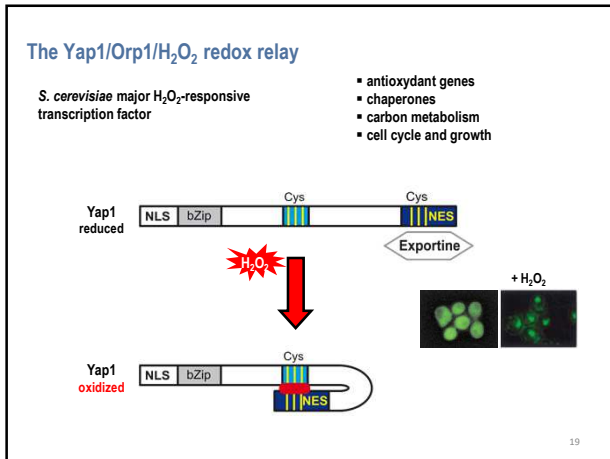 The Yap1/Orp1/H₂O₂ redox relay
S. cerevisiae major H₂O₂-responsive
transcription factor
▪ antioxydant genes
▪ chaperones
▪ carbon metabolism
▪ cell cycle and growth
Cys Cys
Yap1
reduced
NLS bZip NES
Exportine
H₂O₂
+ H₂O₂
Cys
Yap1
oxidized
NLS bZip
NES
19